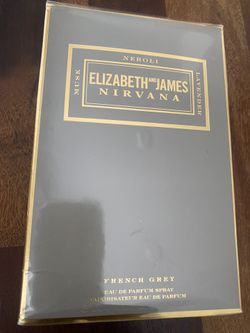 NEROLI
MUSK
ELIZABETH AND JAMES
NIRVANA
LAVENDER
FRENCH GREY
EAU DE PARFUM SPRAY
VAPORISATEUR EAU DE PARFUM